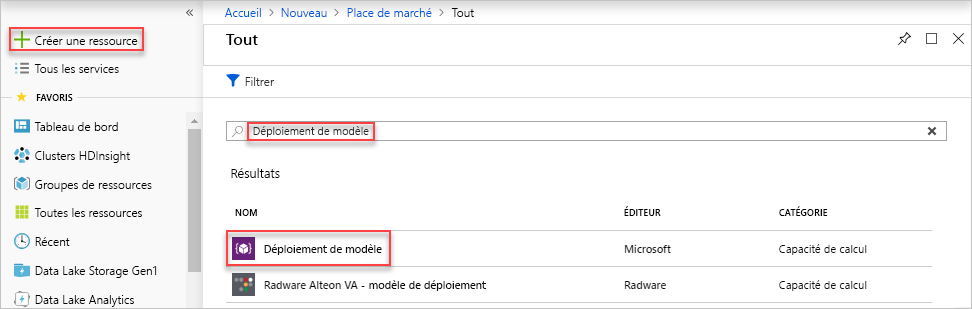 «
Créer une ressource
Tous les services
FAVORIS
Tableau de bord
Clusters HDInsight
Groupes de ressources
Toutes les ressources
Récent
Data Lake Storage Gen1
Data Lake Analytics
Accueil > Nouveau > Place de marché > Tout
Tout
Filtrer
Déploiement de modèle
Résultats
NOM ÉDITEUR CATÉGORIE
Déploiement de modèle Microsoft Capacité de calcul
Radware Alteon VA - modèle de déploiement Radware Capacité de calcul